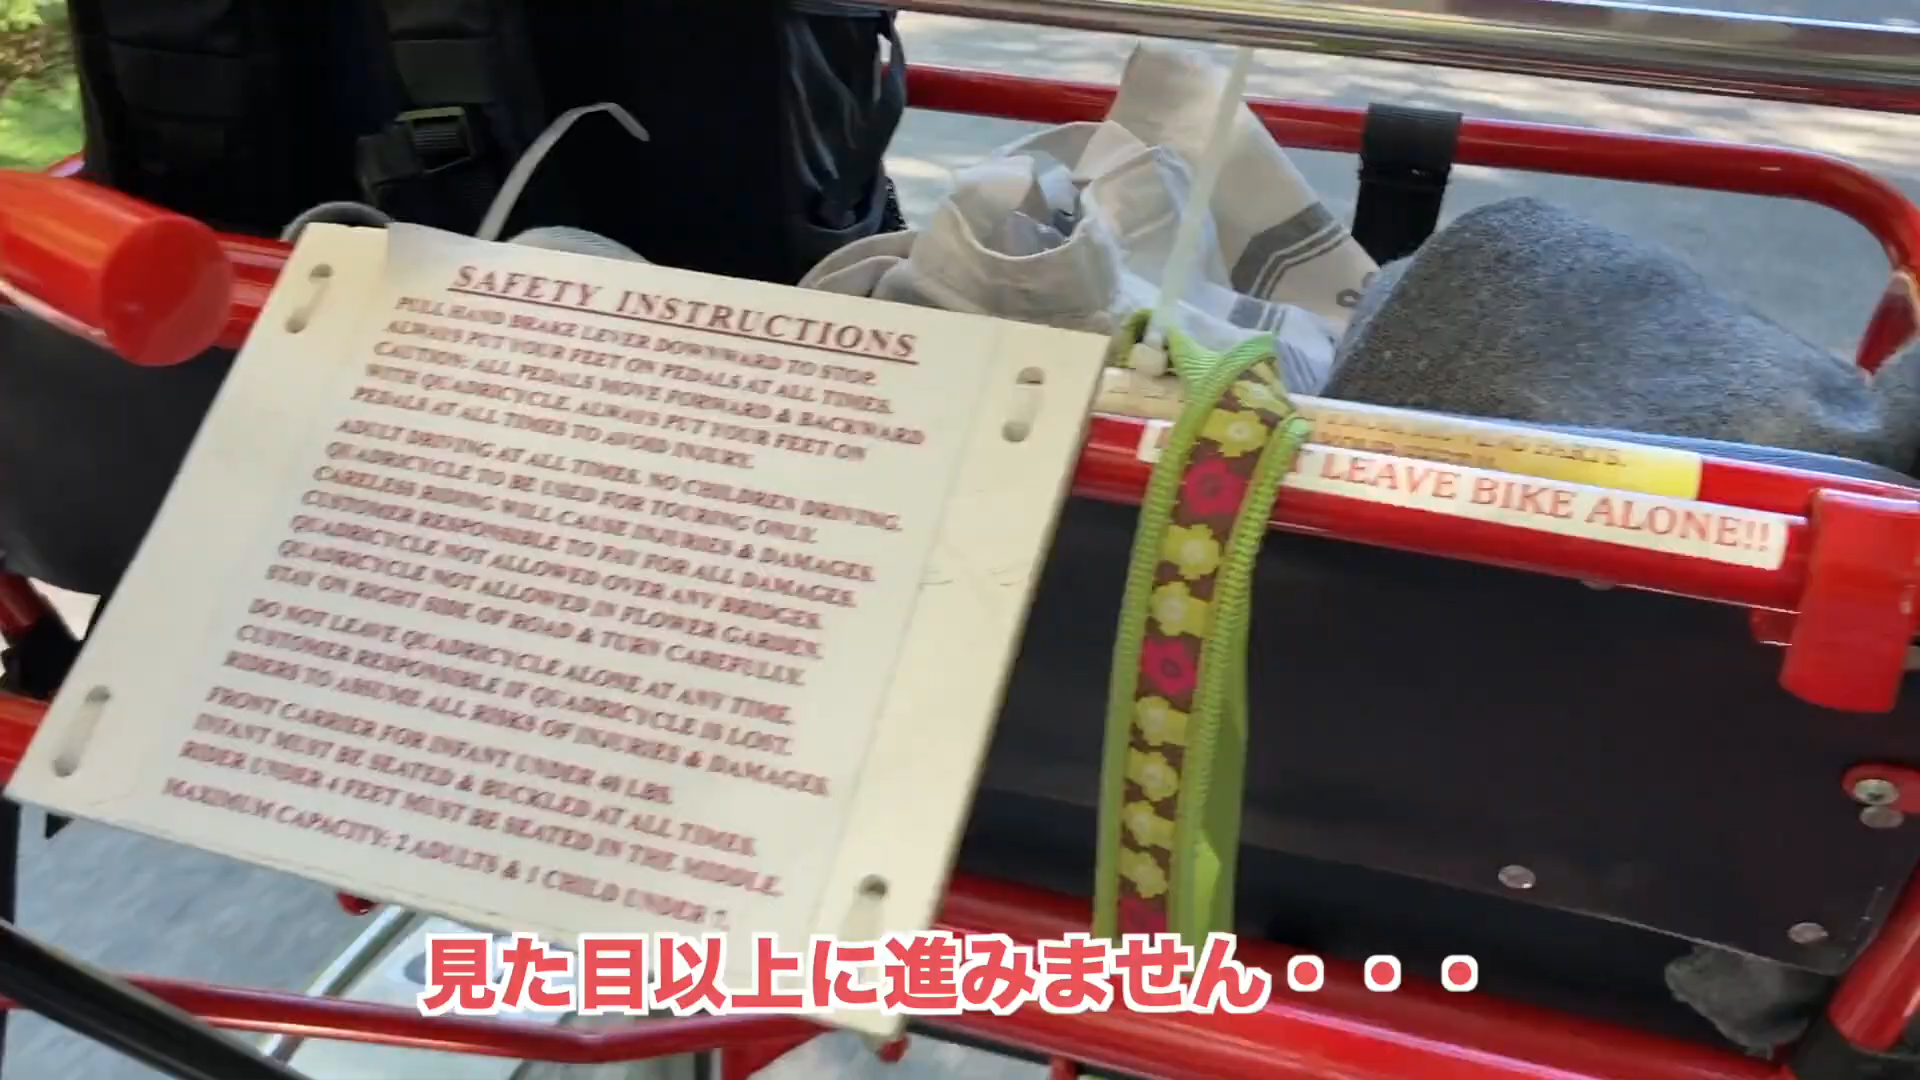 SAFETY INSTRUCTIONS
PULL HAND BRAKE LEVER DOWNWARD TO STOP.
ALWAYS PUT YOUR FEET ON PEDALS AT ALL TIMES.
CAUTION: ALL PEDALS MOVE FORWARD & BACKWARD
WITH QUADRICYCLE. ALWAYS PUT YOUR FEET ON
PEDALS AT ALL TIMES TO AVOID INJURY.
ADULT DRIVING AT ALL TIMES. NO CHILDREN DRIVING.
QUADRICYCLE TO BE USED FOR TOURING ONLY.
CARELESS RIDING WILL CAUSE INJURIES & DAMAGES.
CUSTOMER RESPONSIBLE TO PAY FOR ALL DAMAGES.
QUADRICYCLE NOT ALLOWED OVER ANY BRIDGES.
QUADRICYCLE NOT ALLOWED IN FLOWER GARDEN.
STAY ON RIGHT SIDE OF ROAD & TURN CAREFULLY.
DO NOT LEAVE QUADRICYCLE ALONE AT ANY TIME.
CUSTOMER RESPONSIBLE IF QUADRICYCLE IS LOST.
RIDERS TO ASSUME ALL RISKS OF INJURIES & DAMAGES.
FRONT CARRIER FOR INFANT UNDER 40 LBS.
INFANT MUST BE SEATED & BUCKLED AT ALL TIMES.
RIDER UNDER 4 FEET MUST BE SEATED IN THE MIDDLE.
MAXIMUM CAPACITY: 2 ADULTS & 1 CHILD UNDER 7.
LEAVE BIKE ALONE!!
見た目以上に進みません・・・